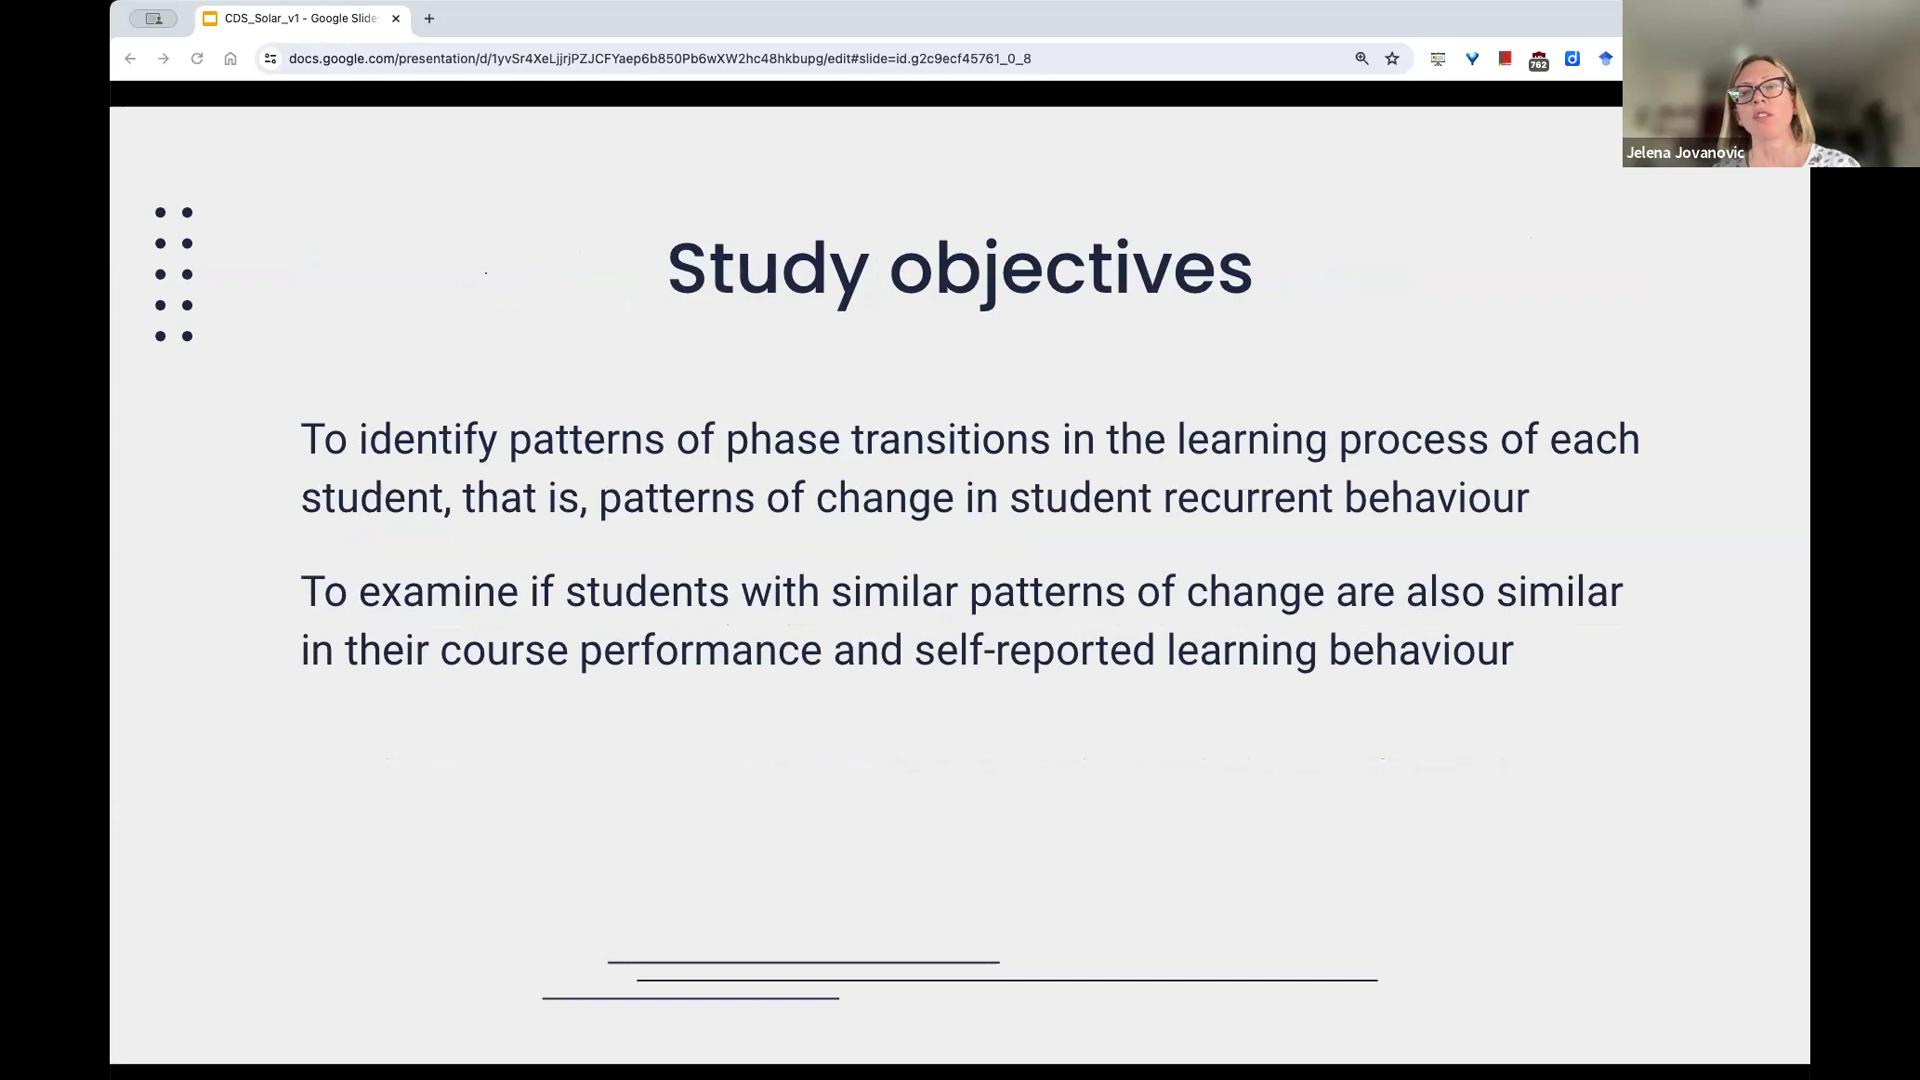 CDS_Solar_v1 - Google Slide
docs.google.com/presentation/d/1yvSr4XeLjjrjPZJCFYaep6b850Pb6wXW2hc48hkbupg/edit#slide=id.g2c9ecf45761_0_8
762
Jelena Jovanovic
Study objectives
To identify patterns of phase transitions in the learning process of each
student, that is, patterns of change in student recurrent behaviour
To examine if students with similar patterns of change are also similar
in their course performance and self-reported learning behaviour